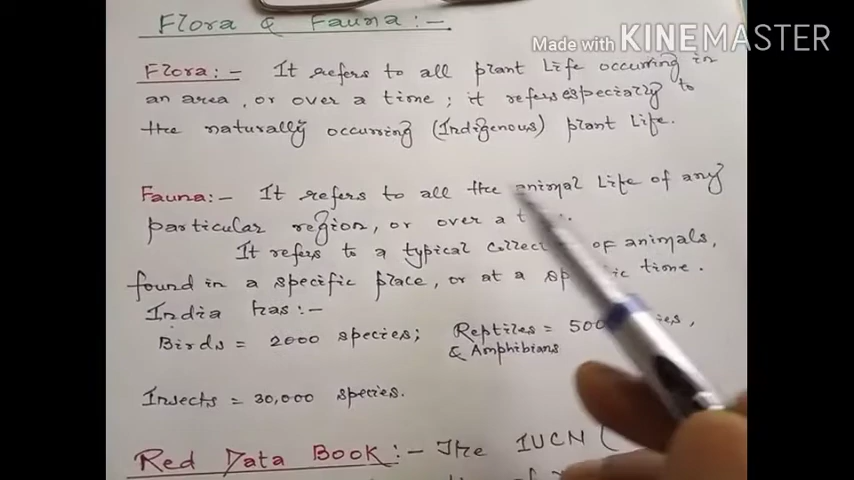 Flora & Fauna :-
Made with KINEMASTER
Flora :- It refers to all plant Life occurring in
an area, or over a time ; it refers especially to
the naturally occurring (Indigenous) plant Life.
Fauna :- It refers to all the animal Life of any
particular region, or over a
It refers to a typical of animals,
found in a specific place, or at a time.
India has :-
Birds = 2000 species; Reptiles =
& Amphibians
Insects = 30,000 species.
Red Data Book :- The IUCN (